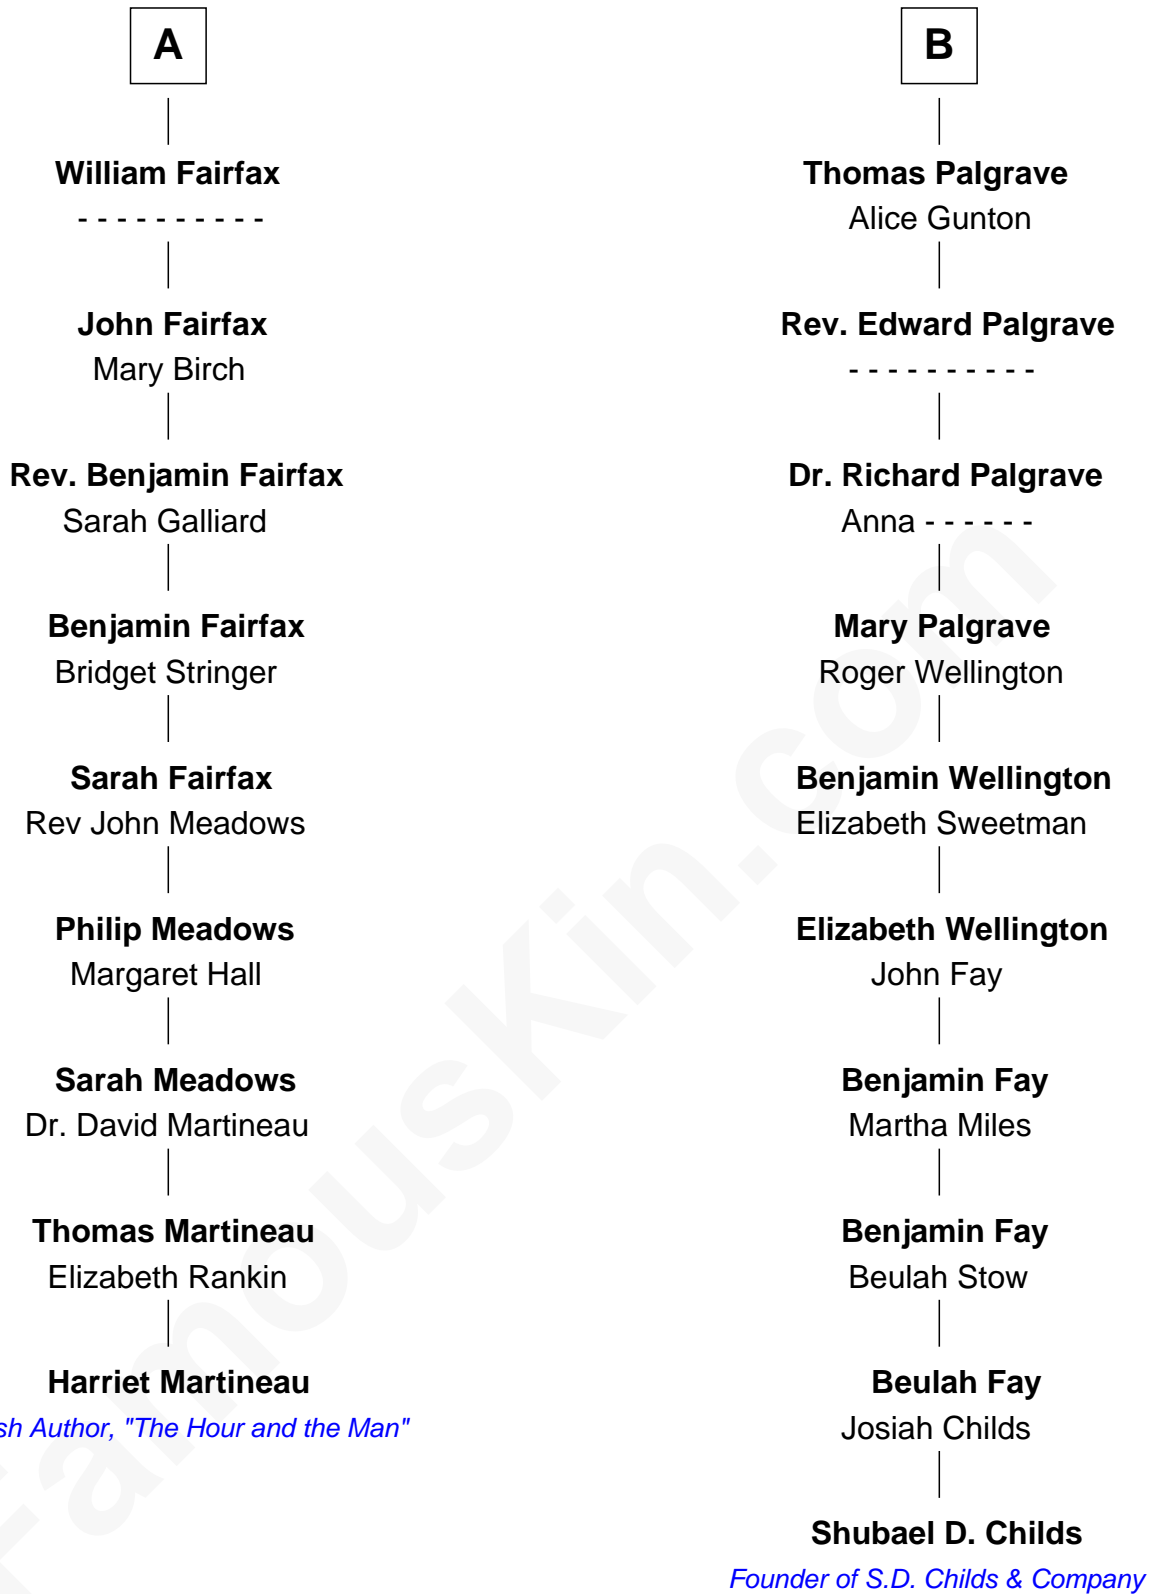 A
William Fairfax
- - - - - - - - - -
John Fairfax
Mary Birch
Rev. Benjamin Fairfax
Sarah Galliard
Benjamin Fairfax
Bridget Stringer
Sarah Fairfax
Rev John Meadows
Philip Meadows
Margaret Hall
Sarah Meadows
Dr. David Martineau
Thomas Martineau
Elizabeth Rankin
Harriet Martineau
sh Author, "The Hour and the Man"
B
Thomas Palgrave
Alice Gunton
Rev. Edward Palgrave
- - - - - - - - - -
Dr. Richard Palgrave
Anna - - - - - -
Mary Palgrave
Roger Wellington
Benjamin Wellington
Elizabeth Sweetman
Elizabeth Wellington
John Fay
Benjamin Fay
Martha Miles
Benjamin Fay
Beulah Stow
Beulah Fay
Josiah Childs
Shubael D. Childs
Founder of S.D. Childs & Company
FamousKin.com